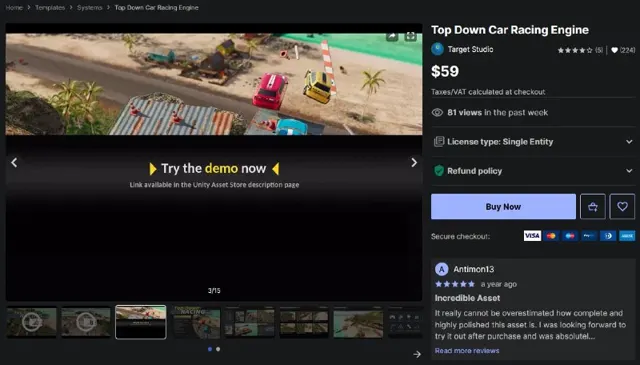 Home > Templates > Systems > Top Down Car Racing Engine
Top Down Car Racing Engine
Target Studio
(5) | (224)
$59
Taxes/VAT calculated at checkout
81 views in the past week
License type: Single Entity
Refund policy
Buy Now
Secure checkout:
VISA
Try the demo now
Link available in the Unity Asset Store description page
3/15
A Antimon13
a year ago
Incredible Asset
It really cannot be overestimated how complete and
highly polished this asset is. I was looking forward to
try it out after purchase and was absolutel...
Read more reviews